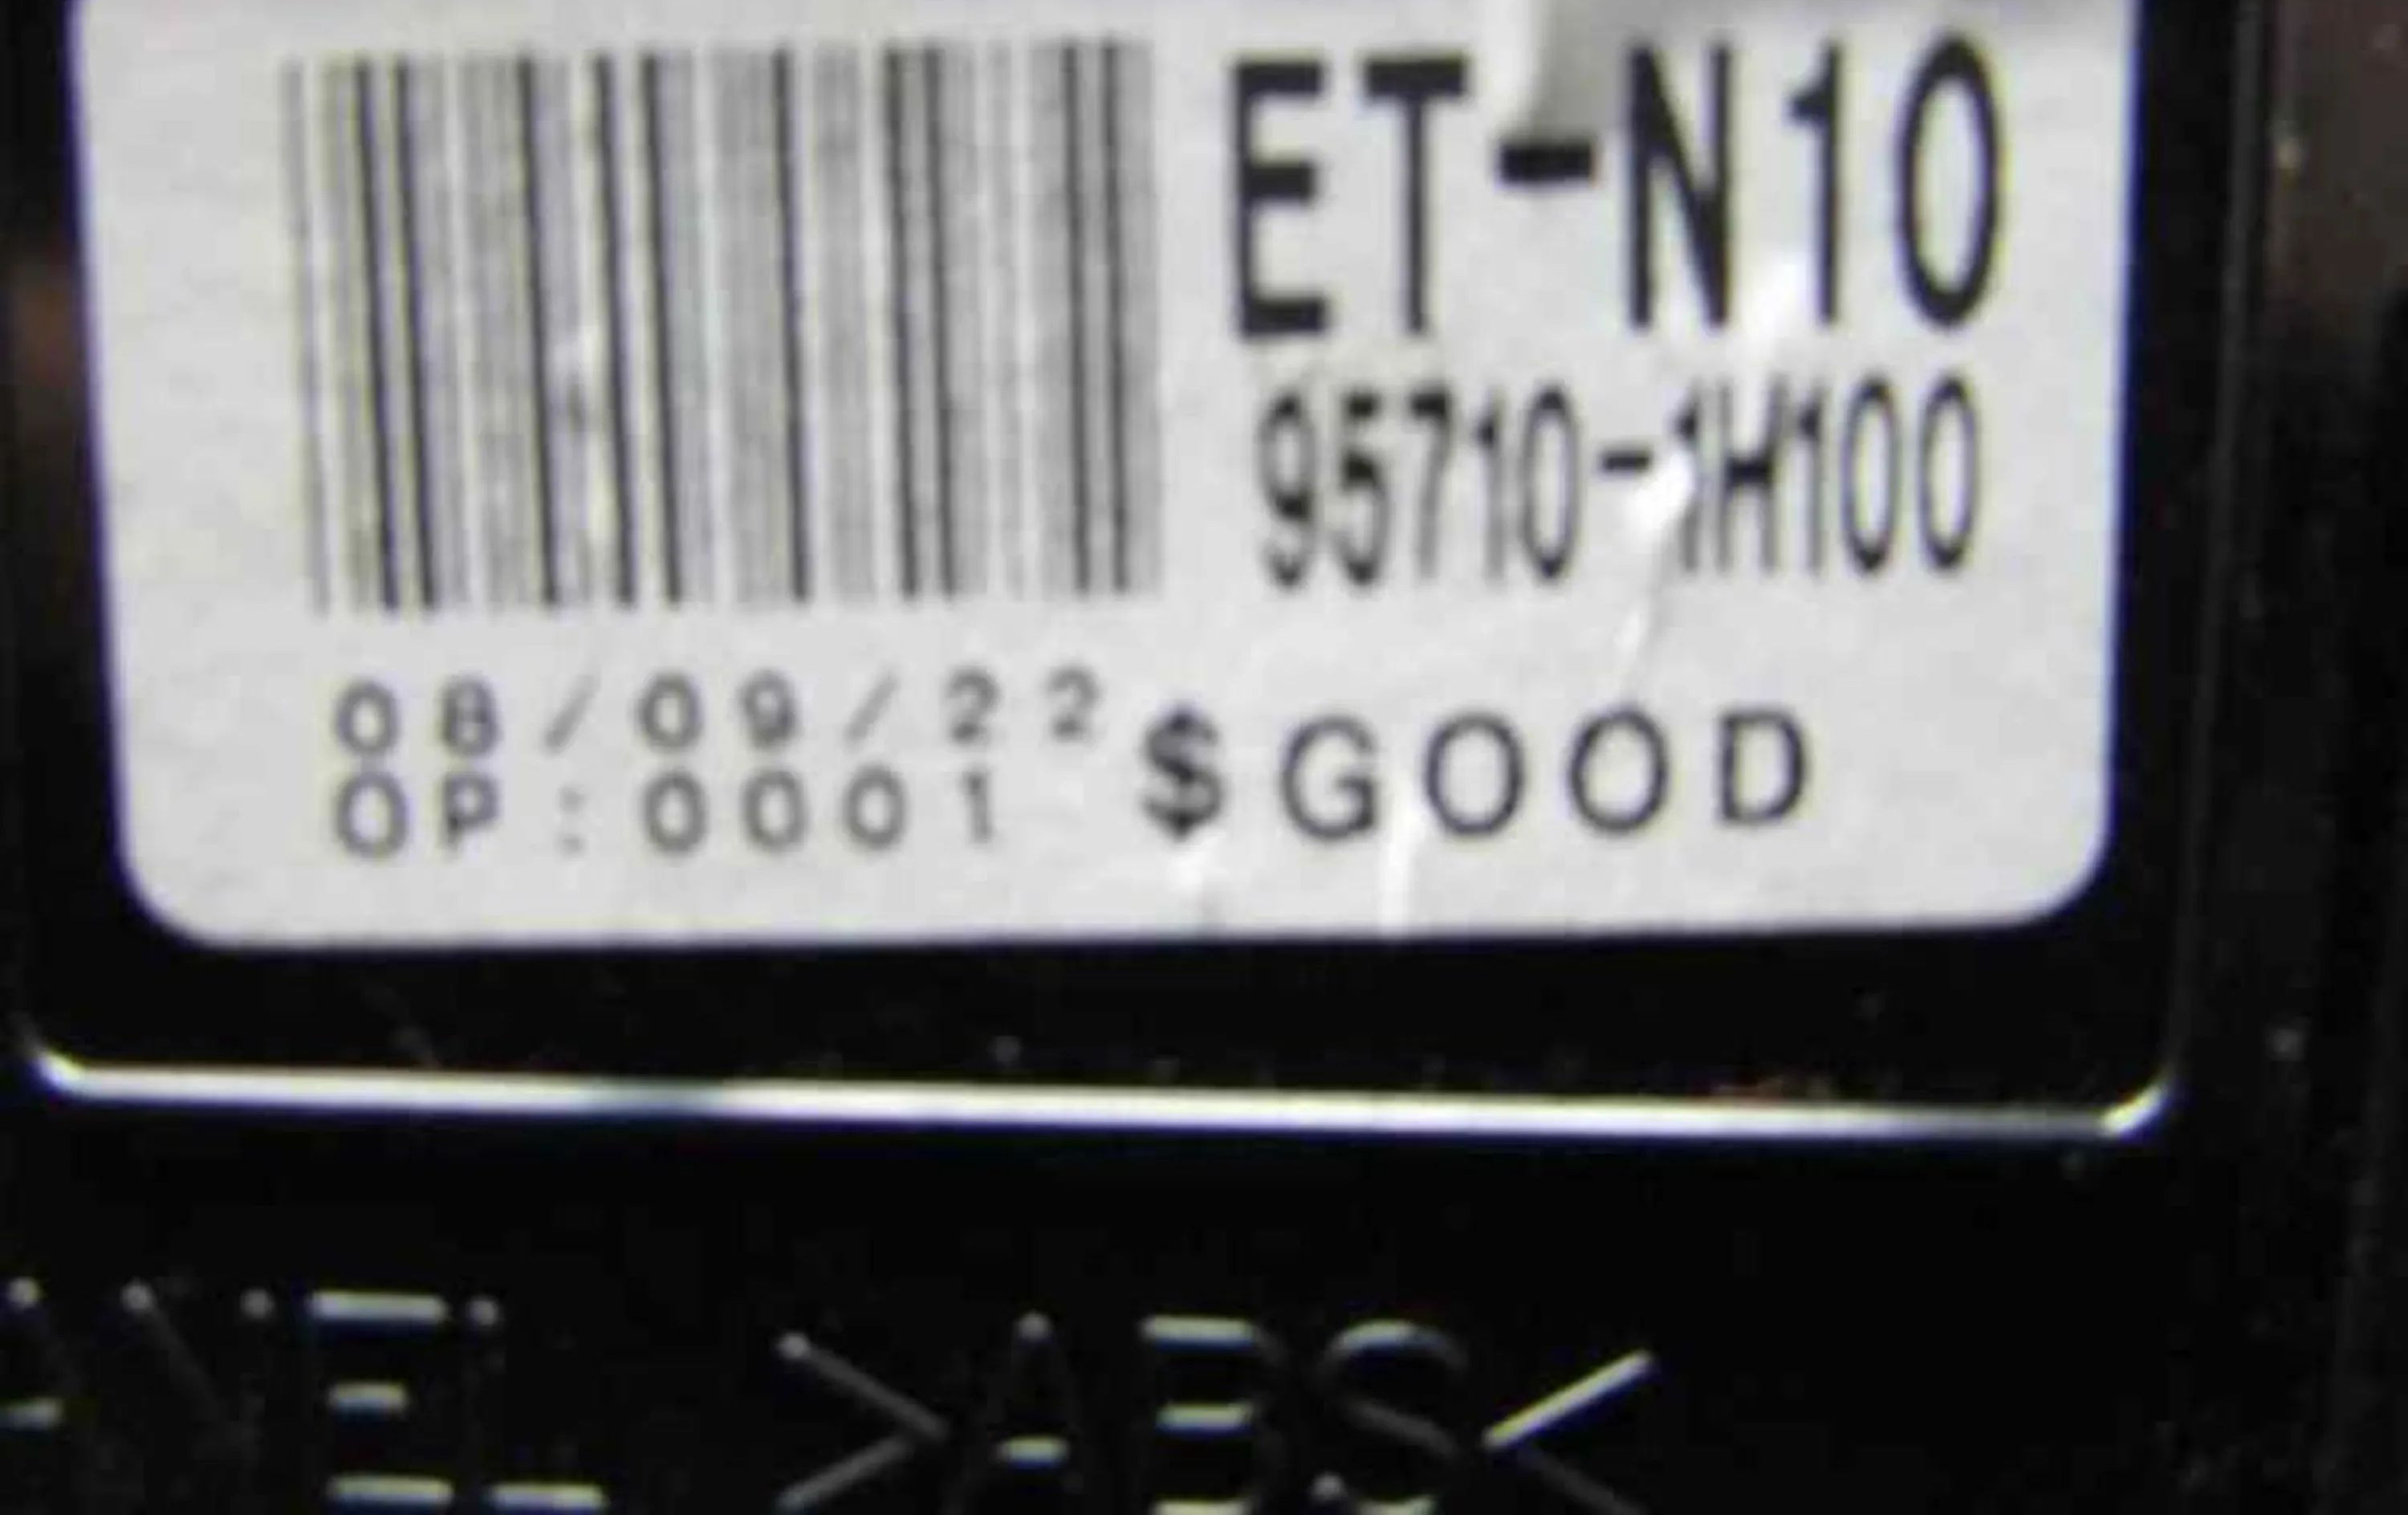 ET-N10
95710-1H100
08/09/22
OP:0001
$GOOD
>ABS<